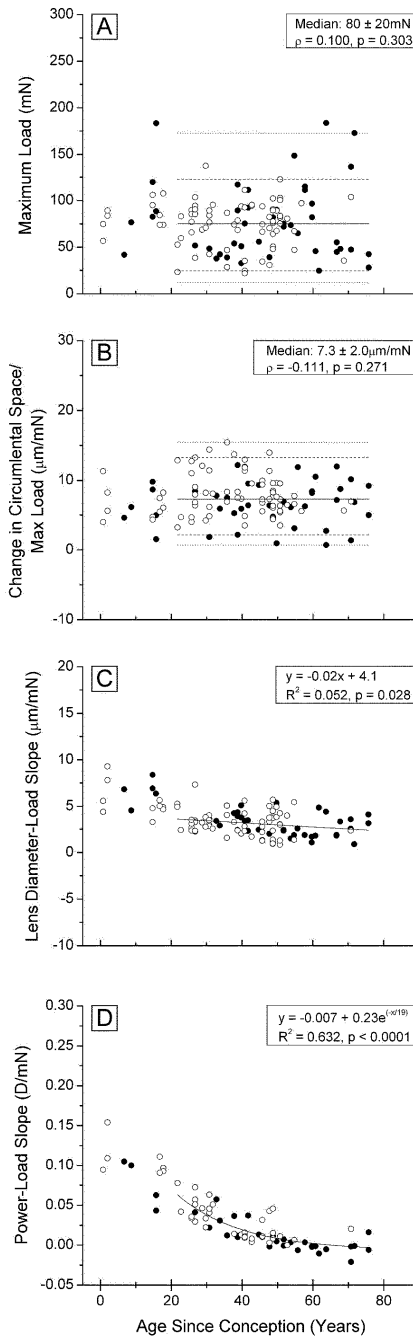 A
Median: 80 ± 20mN
ρ = 0.100, p = 0.303
Maximum Load (mN)
300
250
200
150
100
50
0
B
Median: 7.3 ± 2.0µm/mN
ρ = -0.111, p = 0.271
Change in Circumlental Space/
Max Load (µm/mN)
30
20
10
0
-10
C
y = -0.02x + 4.1
R² = 0.052, p = 0.028
Lens Diameter-Load Slope (µm/mN)
20
15
10
5
0
-5
-10
D
y = -0.007 + 0.23e^(-x/19)
R² = 0.632, p < 0.0001
Power-Load Slope (D/mN)
0.30
0.25
0.20
0.15
0.10
0.05
0.00
-0.05
0 20 40 60 80
Age Since Conception (Years)